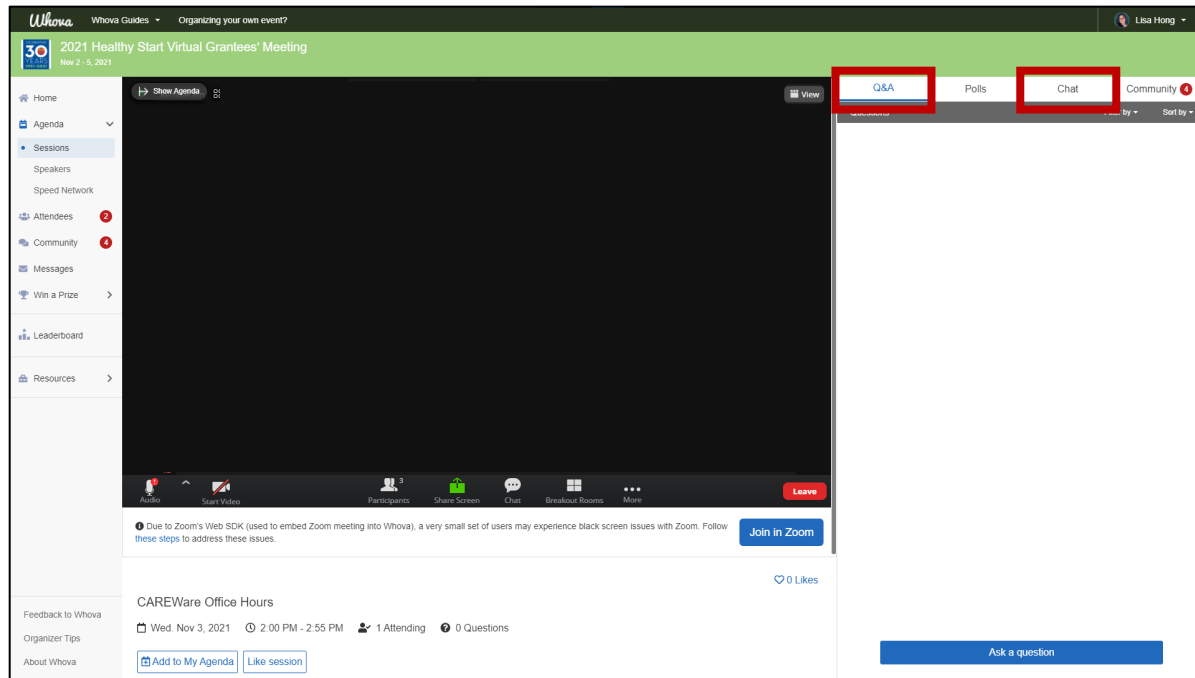 Whova Whova Guides Organizing your own event? Lisa Hong
30 YEARS 2021 Healthy Start Virtual Grantees' Meeting
Nov 2 - 5, 2021
Home
Agenda
Sessions
Speakers
Speed Network
Attendees 2
Community 4
Messages
Win a Prize
Leaderboard
Resources
Feedback to Whova
Organizer Tips
About Whova
Show Agenda
View
Audio Start Video Participants 3 Share Screen Chat Breakout Rooms More Leave
Due to Zoom's Web SDK (used to embed Zoom meeting into Whova), a very small set of users may experience black screen issues with Zoom. Follow
these steps to address these issues.
Join in Zoom
0 Likes
CAREWare Office Hours
Wed. Nov 3, 2021 2:00 PM - 2:55 PM 1 Attending 0 Questions
Add to My Agenda Like session
Q&A Polls Chat Community 4
Questions by Sort by
Ask a question